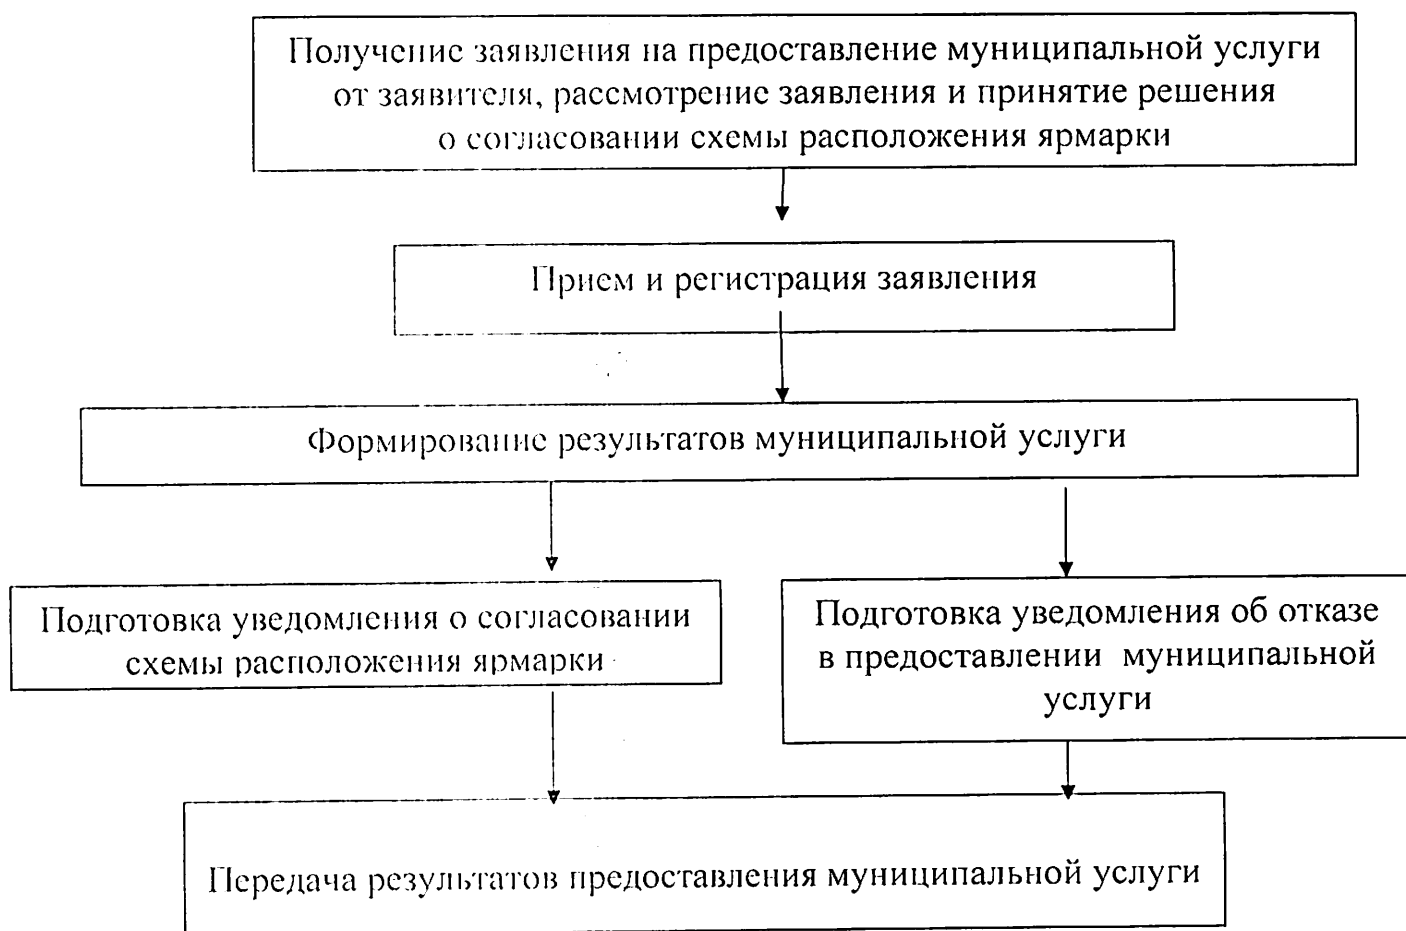 Получение заявления на предоставление муниципальной услуги
от заявителя, рассмотрение заявления и принятие решения
о согласовании схемы расположения ярмарки
Прием и регистрация заявления
Формирование результатов муниципальной услуги
Подготовка уведомления о согласовании
схемы расположения ярмарки
Подготовка уведомления об отказе
в предоставлении муниципальной
услуги
Передача результатов предоставления муниципальной услуги